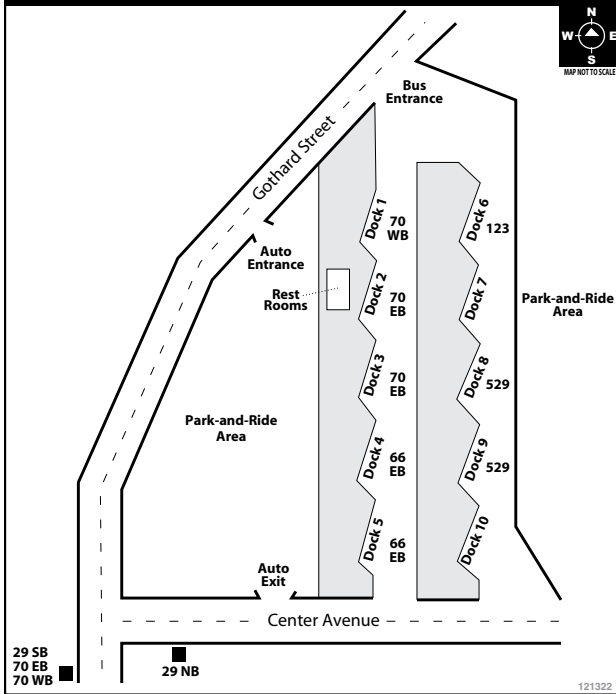 N
W E
S
MAP NOT TO SCALE
Bus
Entrance
Gothard Street
Dock 1
70
WB
Dock 6
123
Auto
Entrance
Rest
Rooms
Dock 2
70
EB
Dock 7
Park-and-Ride
Area
Dock 3
70
EB
Dock 8
529
Park-and-Ride
Area
Dock 4
66
EB
Dock 9
529
Dock 5
66
EB
Dock 10
Auto
Exit
Center Avenue
29 SB
70 EB
70 WB
29 NB
121322